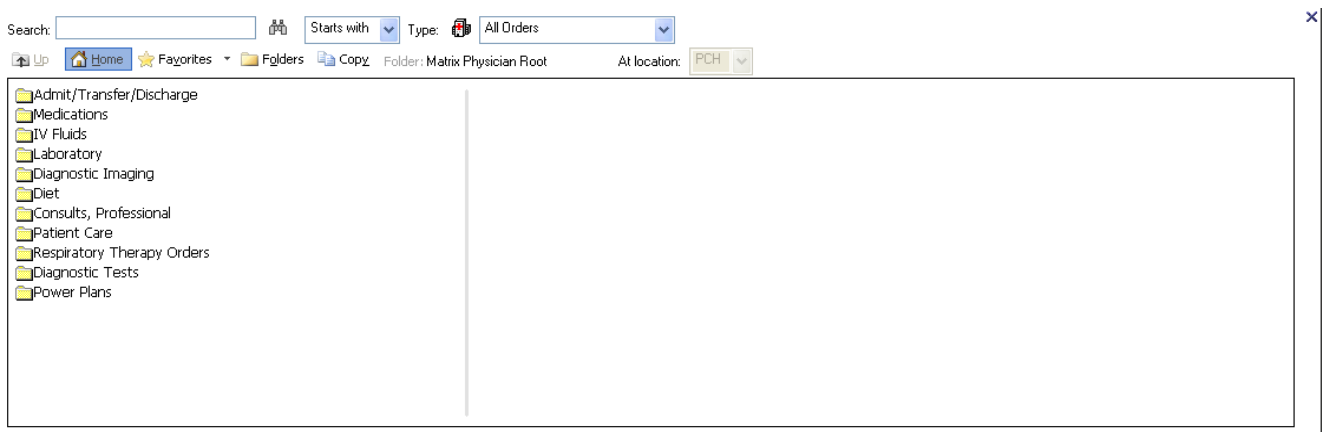 Search: Starts with Type: All Orders
Up Home Favorites Folders Copy Folder: Matrix Physician Root At location: PCH
Admit/Transfer/Discharge
Medications
IV Fluids
Laboratory
Diagnostic Imaging
Diet
Consults, Professional
Patient Care
Respiratory Therapy Orders
Diagnostic Tests
Power Plans